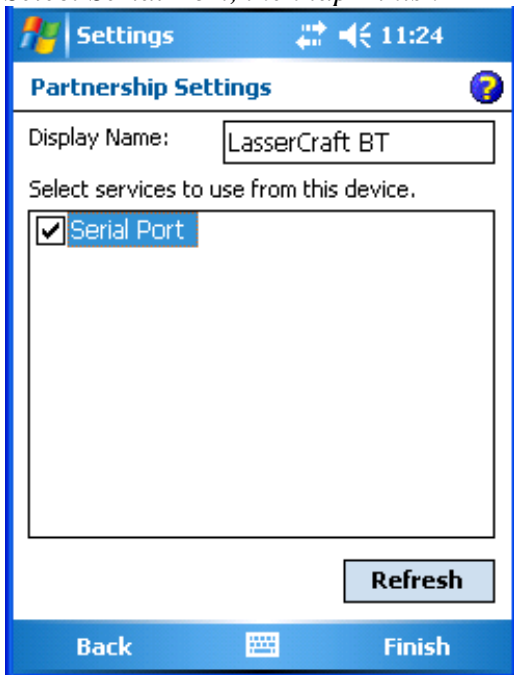 Settings 11:24
Partnership Settings
Display Name: LasserCraft BT
Select services to use from this device.
Serial Port
Refresh
Back Finish